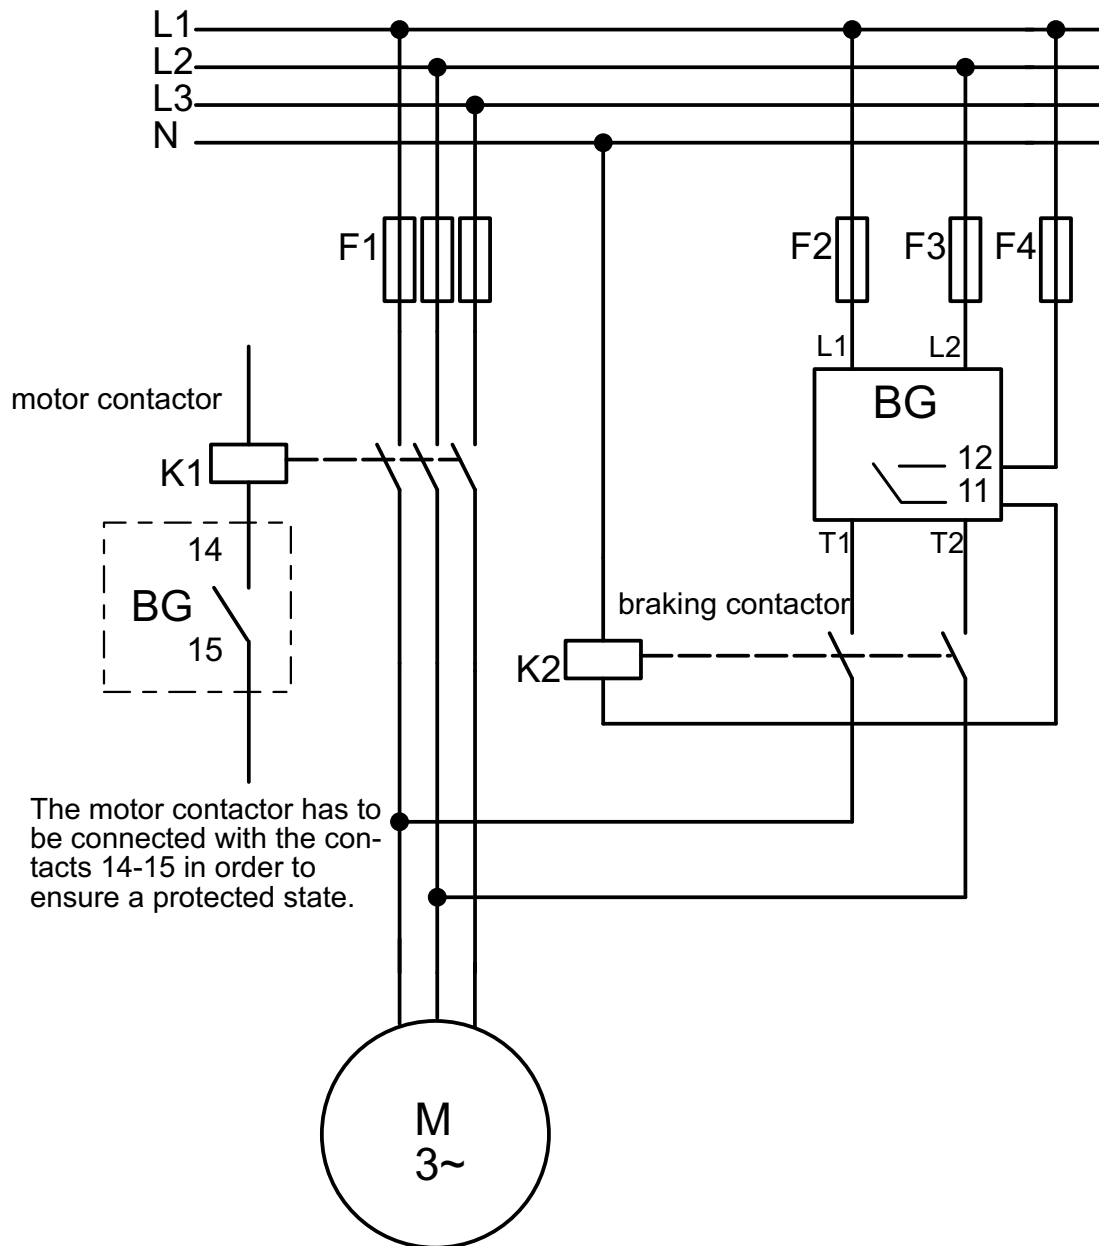 L1
L2
L3
N
F1
F2
F3
F4
L1
L2
motor contactor
BG
K1
12
11
14
T1
T2
BG
braking contactor
15
K2
The motor contactor has to
be connected with the con-
tacts 14-15 in order to
ensure a protected state.
M
3~